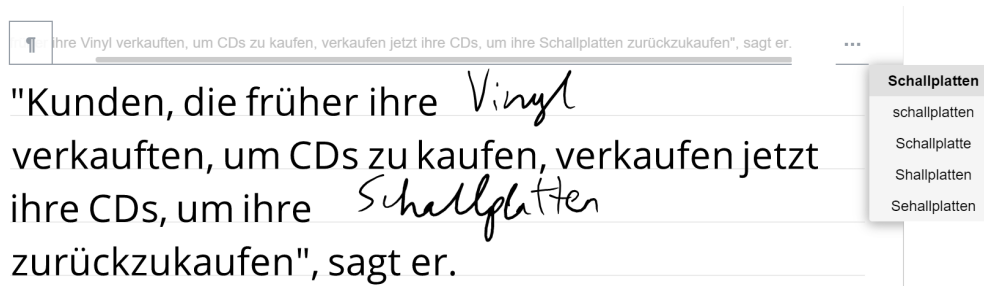 ¶ ihre Vinyl verkauften, um CDs zu kaufen, verkaufen jetzt ihre CDs, um ihre Schallplatten zurückzukaufen", sagt er. ...
"Kunden, die früher ihre Vinyl
verkauften, um CDs zu kaufen, verkaufen jetzt
ihre CDs, um ihre Schallplatten
zurückzukaufen", sagt er.
Schallplatten
schallplatten
Schallplatte
Shallplatten
Sehallplatten